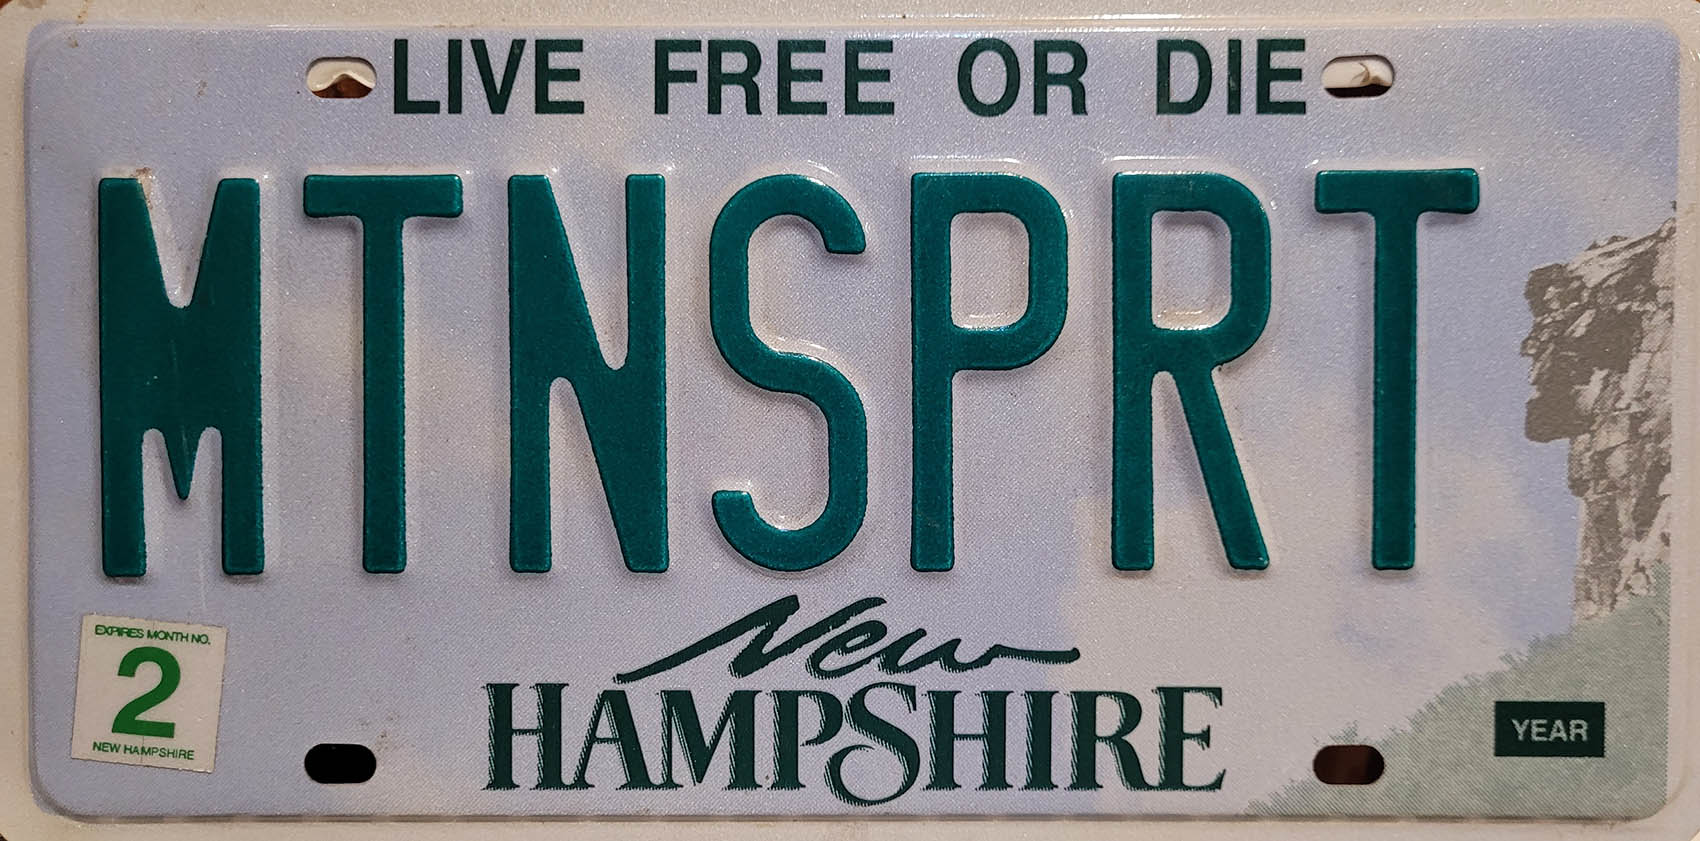 LIVE FREE OR DIE
MTNSPRT
EXPIRES MONTH NO.
2
NEW HAMPSHIRE
New
HAMPSHIRE
YEAR